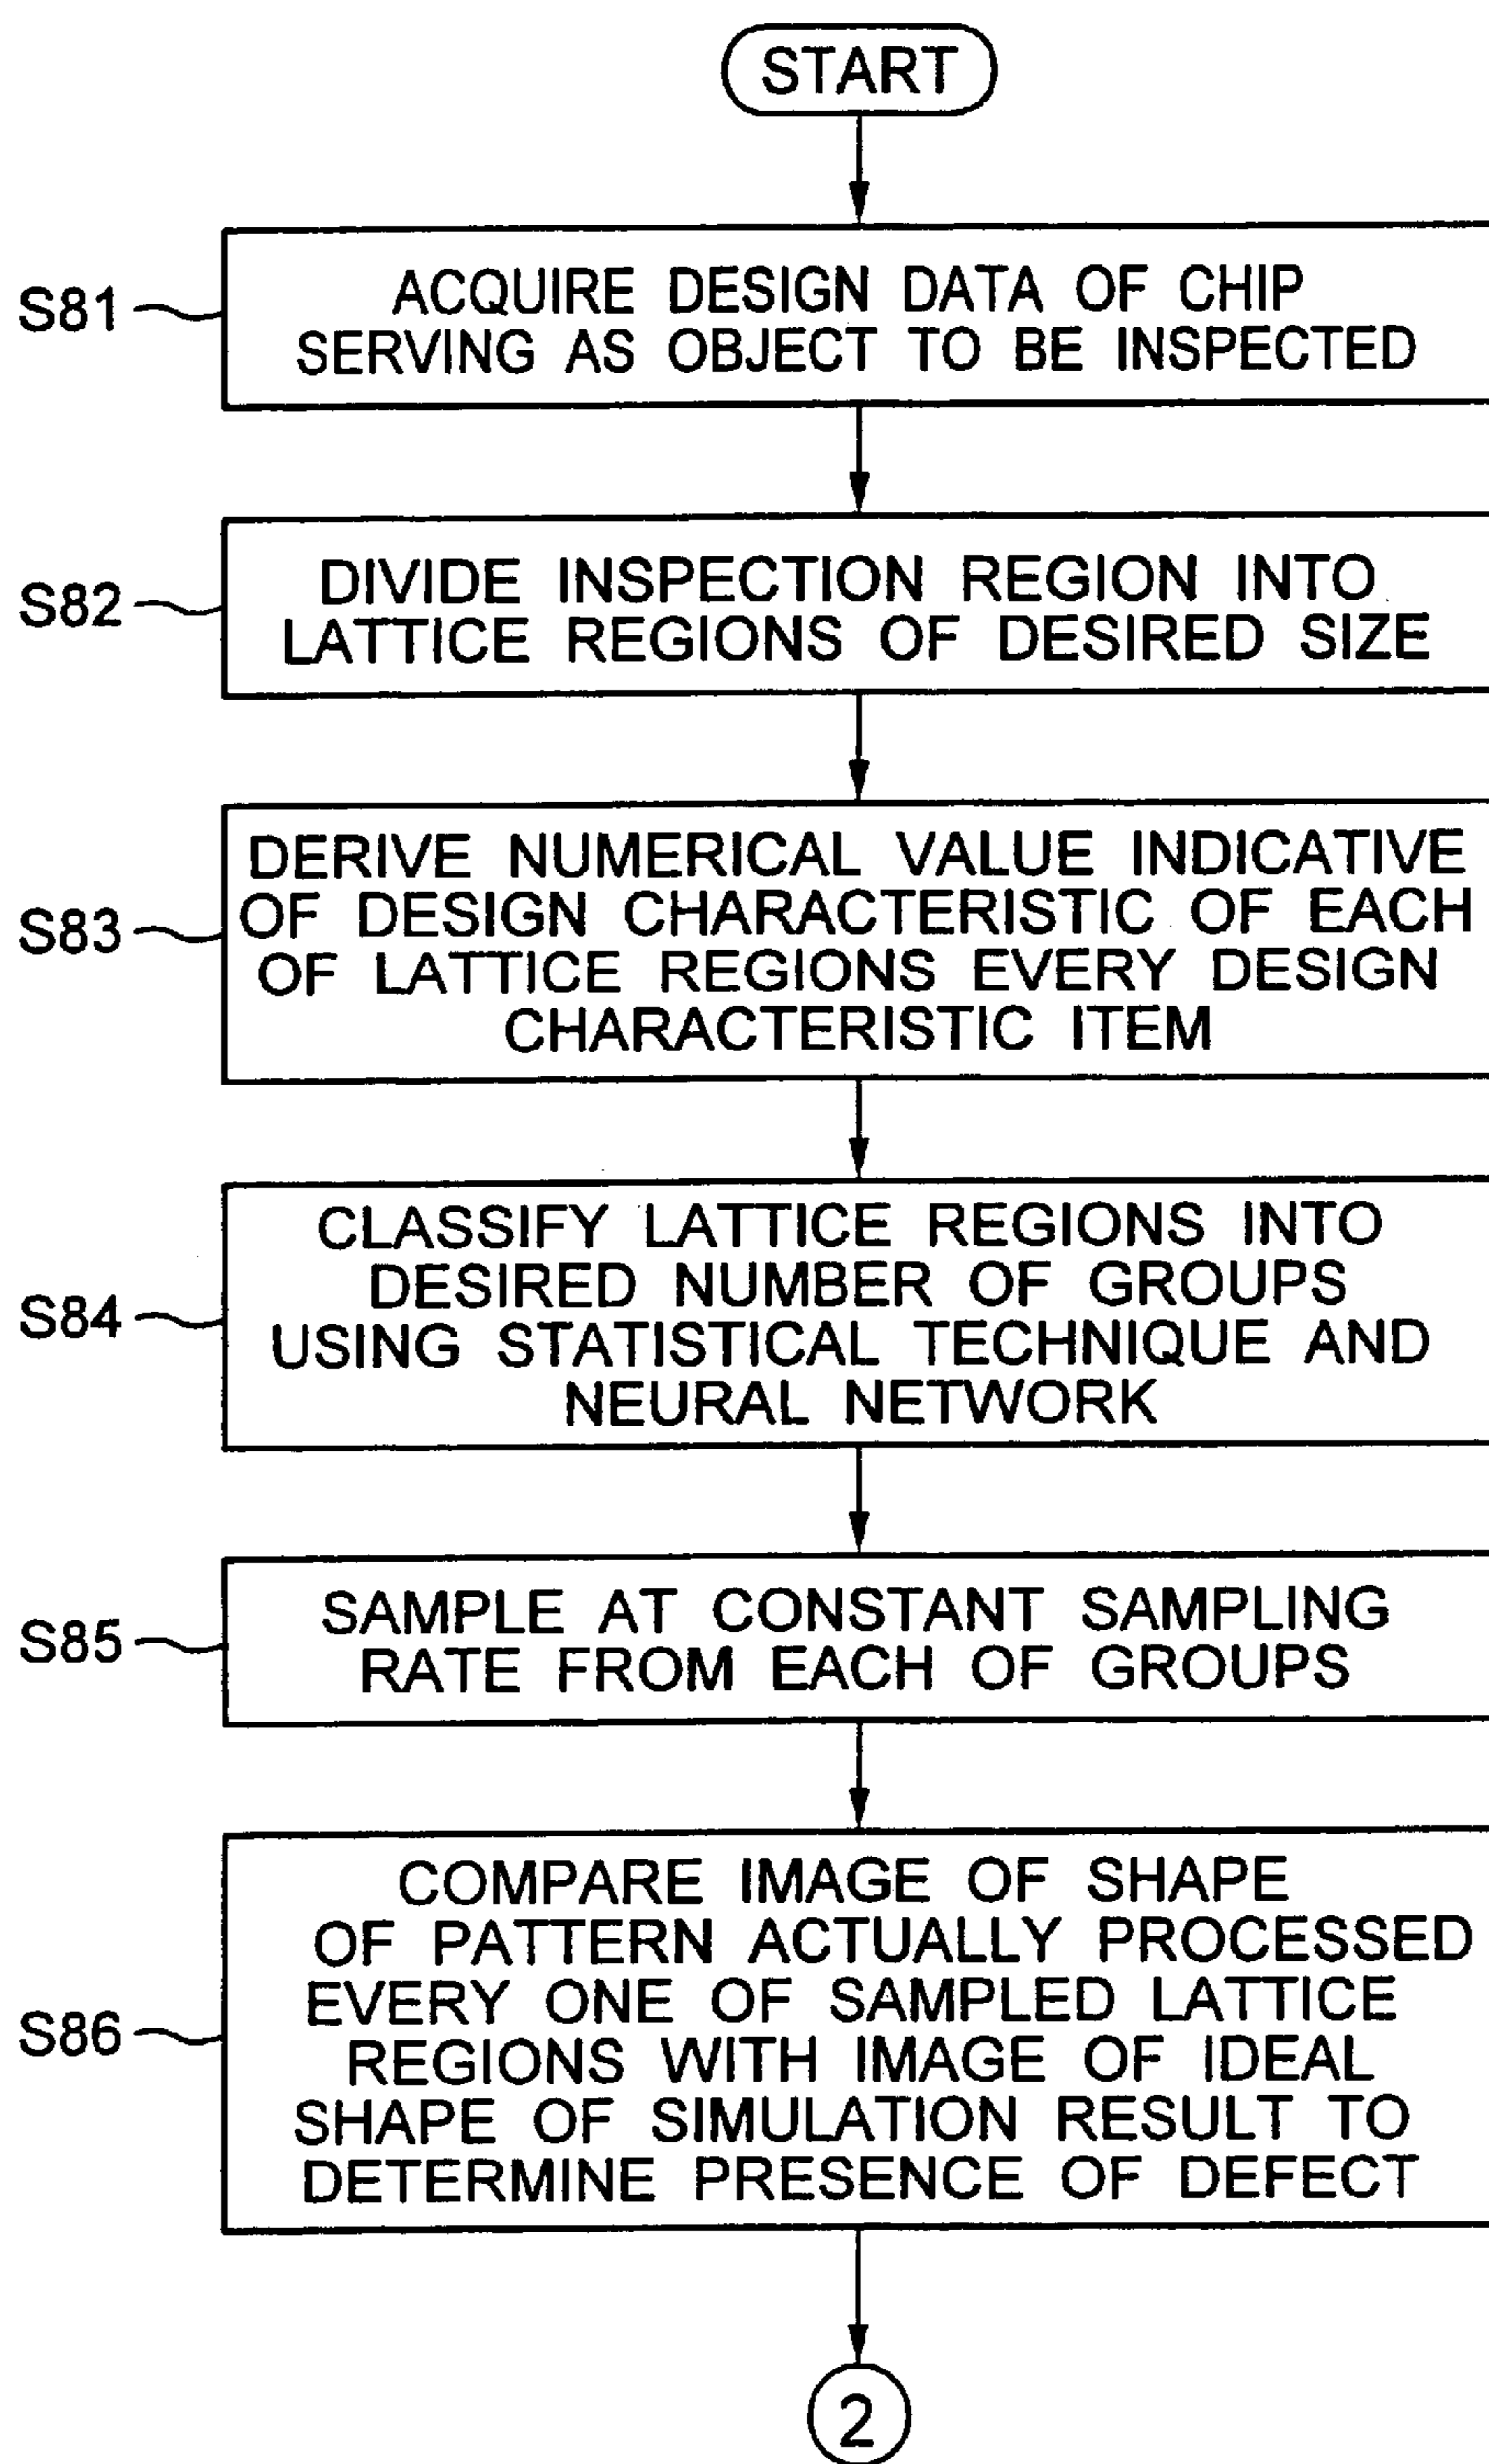 START
S81
ACQUIRE DESIGN DATA OF CHIP
SERVING AS OBJECT TO BE INSPECTED
S82
DIVIDE INSPECTION REGION INTO
LATTICE REGIONS OF DESIRED SIZE
S83
DERIVE NUMERICAL VALUE INDICATIVE
OF DESIGN CHARACTERISTIC OF EACH
OF LATTICE REGIONS EVERY DESIGN
CHARACTERISTIC ITEM
S84
CLASSIFY LATTICE REGIONS INTO
DESIRED NUMBER OF GROUPS
USING STATISTICAL TECHNIQUE AND
NEURAL NETWORK
S85
SAMPLE AT CONSTANT SAMPLING
RATE FROM EACH OF GROUPS
S86
COMPARE IMAGE OF SHAPE
OF PATTERN ACTUALLY PROCESSED
EVERY ONE OF SAMPLED LATTICE
REGIONS WITH IMAGE OF IDEAL
SHAPE OF SIMULATION RESULT TO
DETERMINE PRESENCE OF DEFECT
2